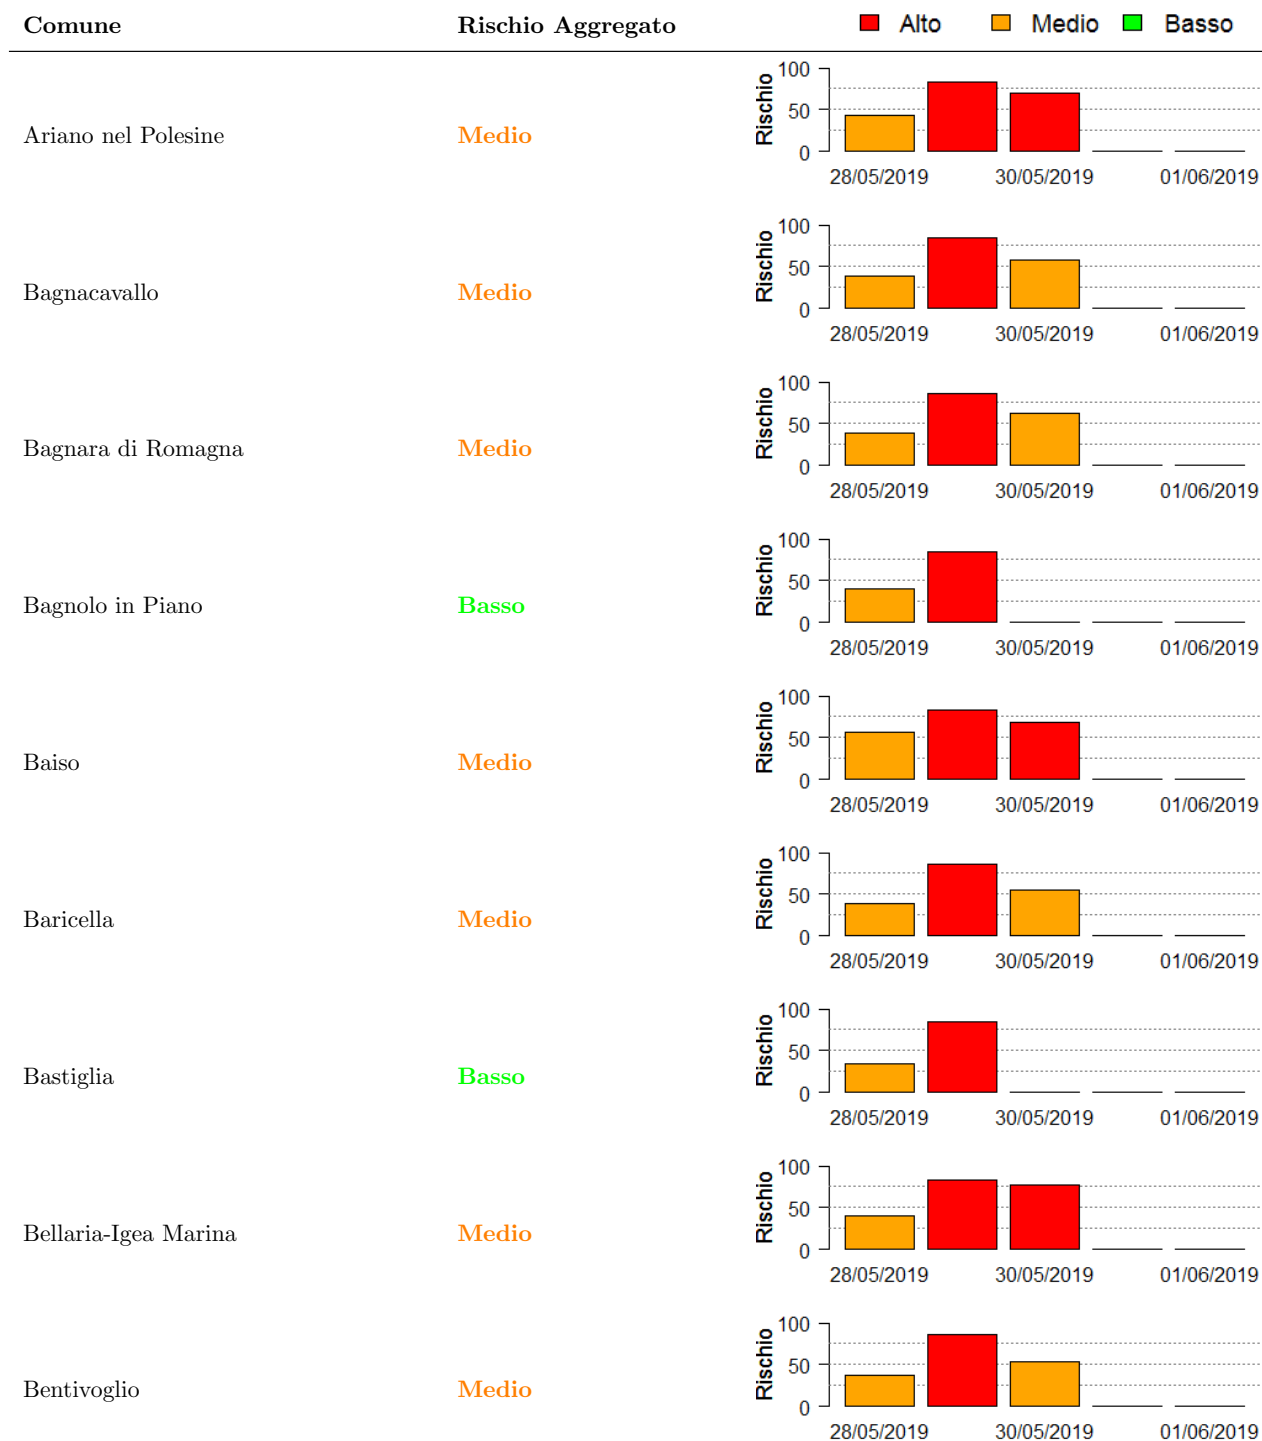 Comune Rischio Aggregato Alto Medio Basso
Ariano nel Polesine Medio Rischio 100 50 0
28/05/2019 30/05/2019 01/06/2019
Bagnacavallo Medio Rischio 100 50 0
28/05/2019 30/05/2019 01/06/2019
Bagnara di Romagna Medio Rischio 100 50 0
28/05/2019 30/05/2019 01/06/2019
Bagnolo in Piano Basso Rischio 100 50 0
28/05/2019 30/05/2019 01/06/2019
Baiso Medio Rischio 100 50 0
28/05/2019 30/05/2019 01/06/2019
Baricella Medio Rischio 100 50 0
28/05/2019 30/05/2019 01/06/2019
Bastiglia Basso Rischio 100 50 0
28/05/2019 30/05/2019 01/06/2019
Bellaria-Igea Marina Medio Rischio 100 50 0
28/05/2019 30/05/2019 01/06/2019
Bentivoglio Medio Rischio 100 50 0
28/05/2019 30/05/2019 01/06/2019